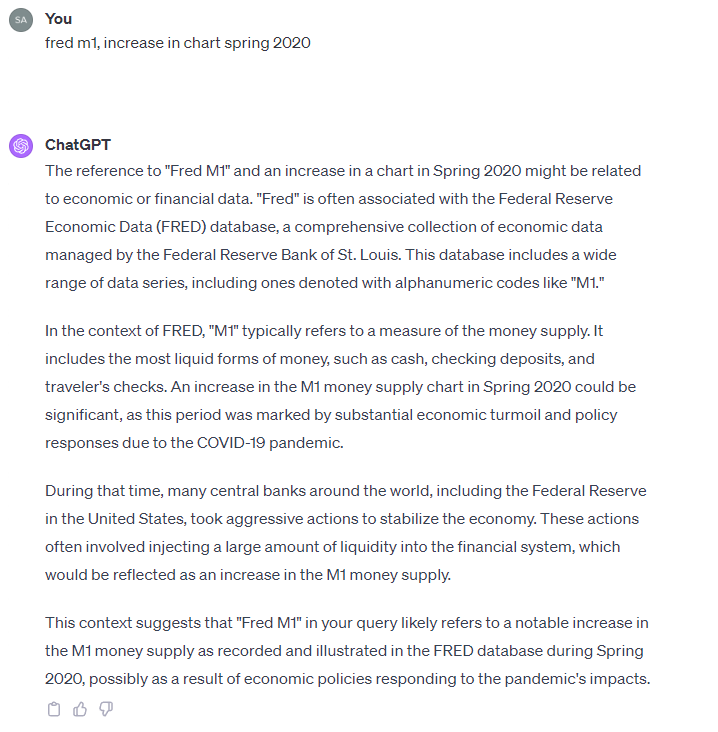 SA
You
fred m1, increase in chart spring 2020
ChatGPT
The reference to "Fred M1" and an increase in a chart in Spring 2020 might be related
to economic or financial data. "Fred" is often associated with the Federal Reserve
Economic Data (FRED) database, a comprehensive collection of economic data
managed by the Federal Reserve Bank of St. Louis. This database includes a wide
range of data series, including ones denoted with alphanumeric codes like "M1."
In the context of FRED, "M1" typically refers to a measure of the money supply. It
includes the most liquid forms of money, such as cash, checking deposits, and
traveler's checks. An increase in the M1 money supply chart in Spring 2020 could be
significant, as this period was marked by substantial economic turmoil and policy
responses due to the COVID-19 pandemic.
During that time, many central banks around the world, including the Federal Reserve
in the United States, took aggressive actions to stabilize the economy. These actions
often involved injecting a large amount of liquidity into the financial system, which
would be reflected as an increase in the M1 money supply.
This context suggests that "Fred M1" in your query likely refers to a notable increase in
the M1 money supply as recorded and illustrated in the FRED database during Spring
2020, possibly as a result of economic policies responding to the pandemic's impacts.